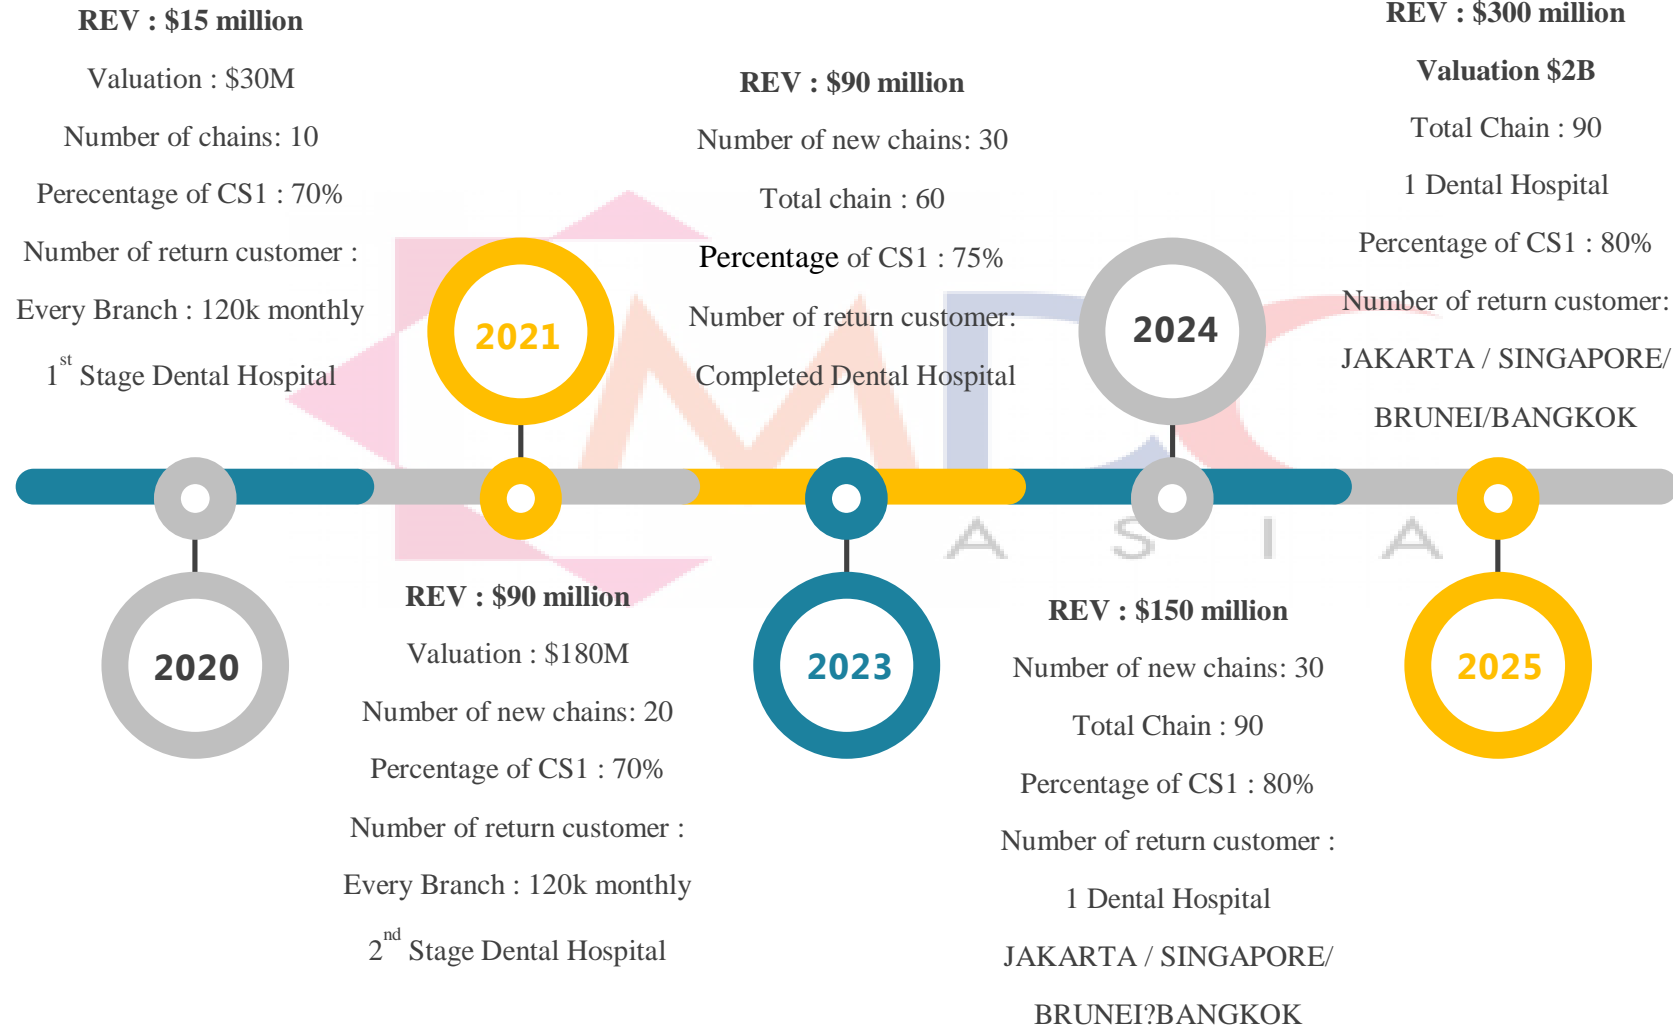 REV : $15 million
Valuation : $30M
Number of chains: 10
Perecentage of CS1 : 70%
Number of return customer :
Every Branch : 120k monthly
1st Stage Dental Hospital
2020
2021
REV : $90 million
Valuation : $180M
Number of new chains: 20
Percentage of CS1 : 70%
Number of return customer :
Every Branch : 120k monthly
2nd Stage Dental Hospital
REV : $90 million
Number of new chains: 30
Total chain : 60
Percentage of CS1 : 75%
Number of return customer:
Completed Dental Hospital
2023
2024
REV : $150 million
Number of new chains: 30
Total Chain : 90
Percentage of CS1 : 80%
Number of return customer :
1 Dental Hospital
JAKARTA / SINGAPORE/
BRUNEI?BANGKOK
REV : $300 million
Valuation $2B
Total Chain : 90
1 Dental Hospital
Percentage of CS1 : 80%
Number of return customer:
JAKARTA / SINGAPORE/
BRUNEI/BANGKOK
2025
ASIA